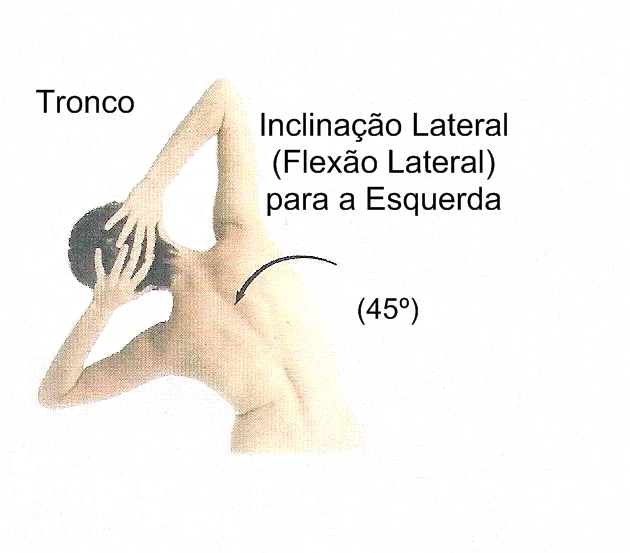 Tronco
Inclinação Lateral
(Flexão Lateral)
para a Esquerda
(45º)